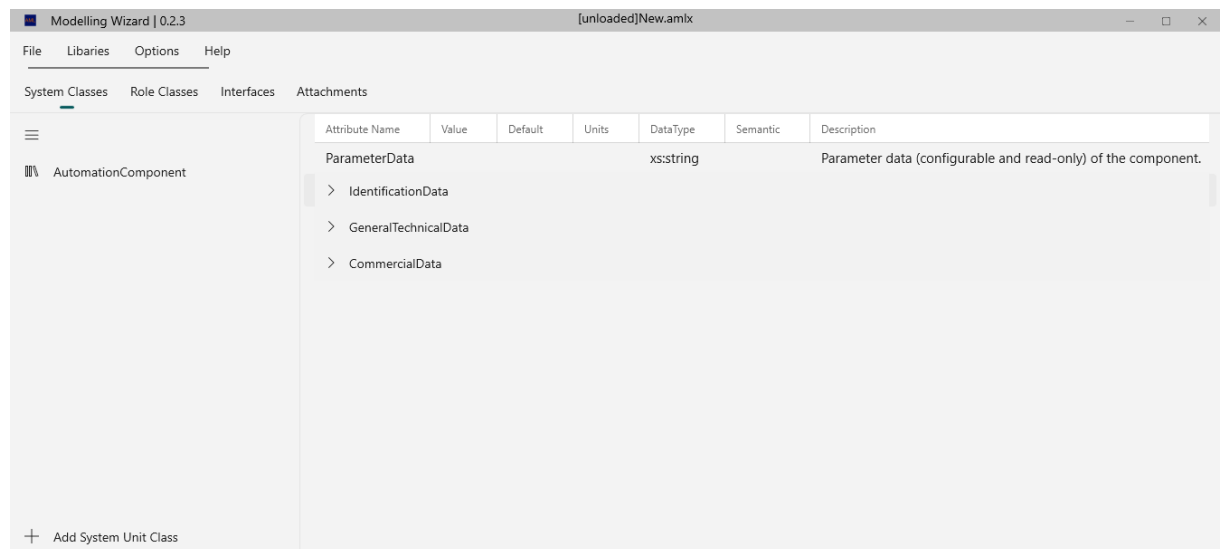 Modelling Wizard | 0.2.3 [unloaded]New.amlx
File Libaries Options Help
System Classes Role Classes Interfaces Attachments
Attribute Name Value Default Units DataType Semantic Description
ParameterData xs:string Parameter data (configurable and read-only) of the component.
AutomationComponent
IdentificationData
GeneralTechnicalData
CommercialData
Add System Unit Class